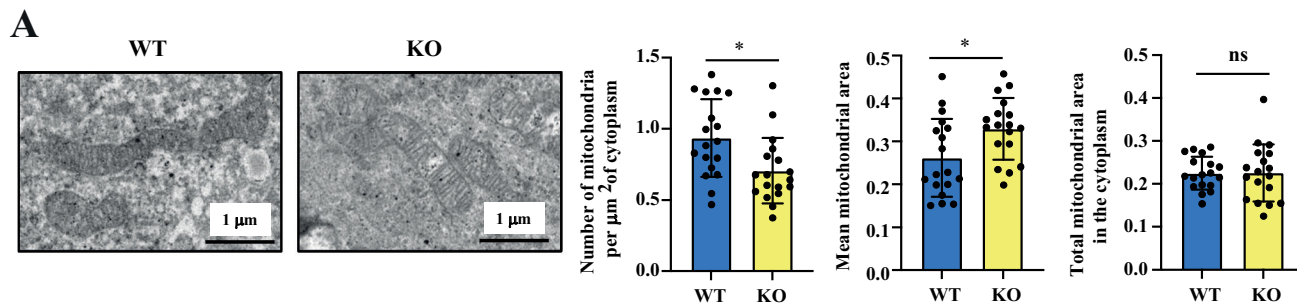 A
WT
KO
1 μm
1 μm
Number of mitochondria
per μm 2 of cytoplasm
1.5
1.0
0.5
0.0
*
WT
KO
Mean mitochondrial area
0.5
0.4
0.3
0.2
0.1
0.0
*
WT
KO
Total mitochondrial area
in the cytoplasm
0.5
0.4
0.3
0.2
0.1
0.0
ns
WT
KO